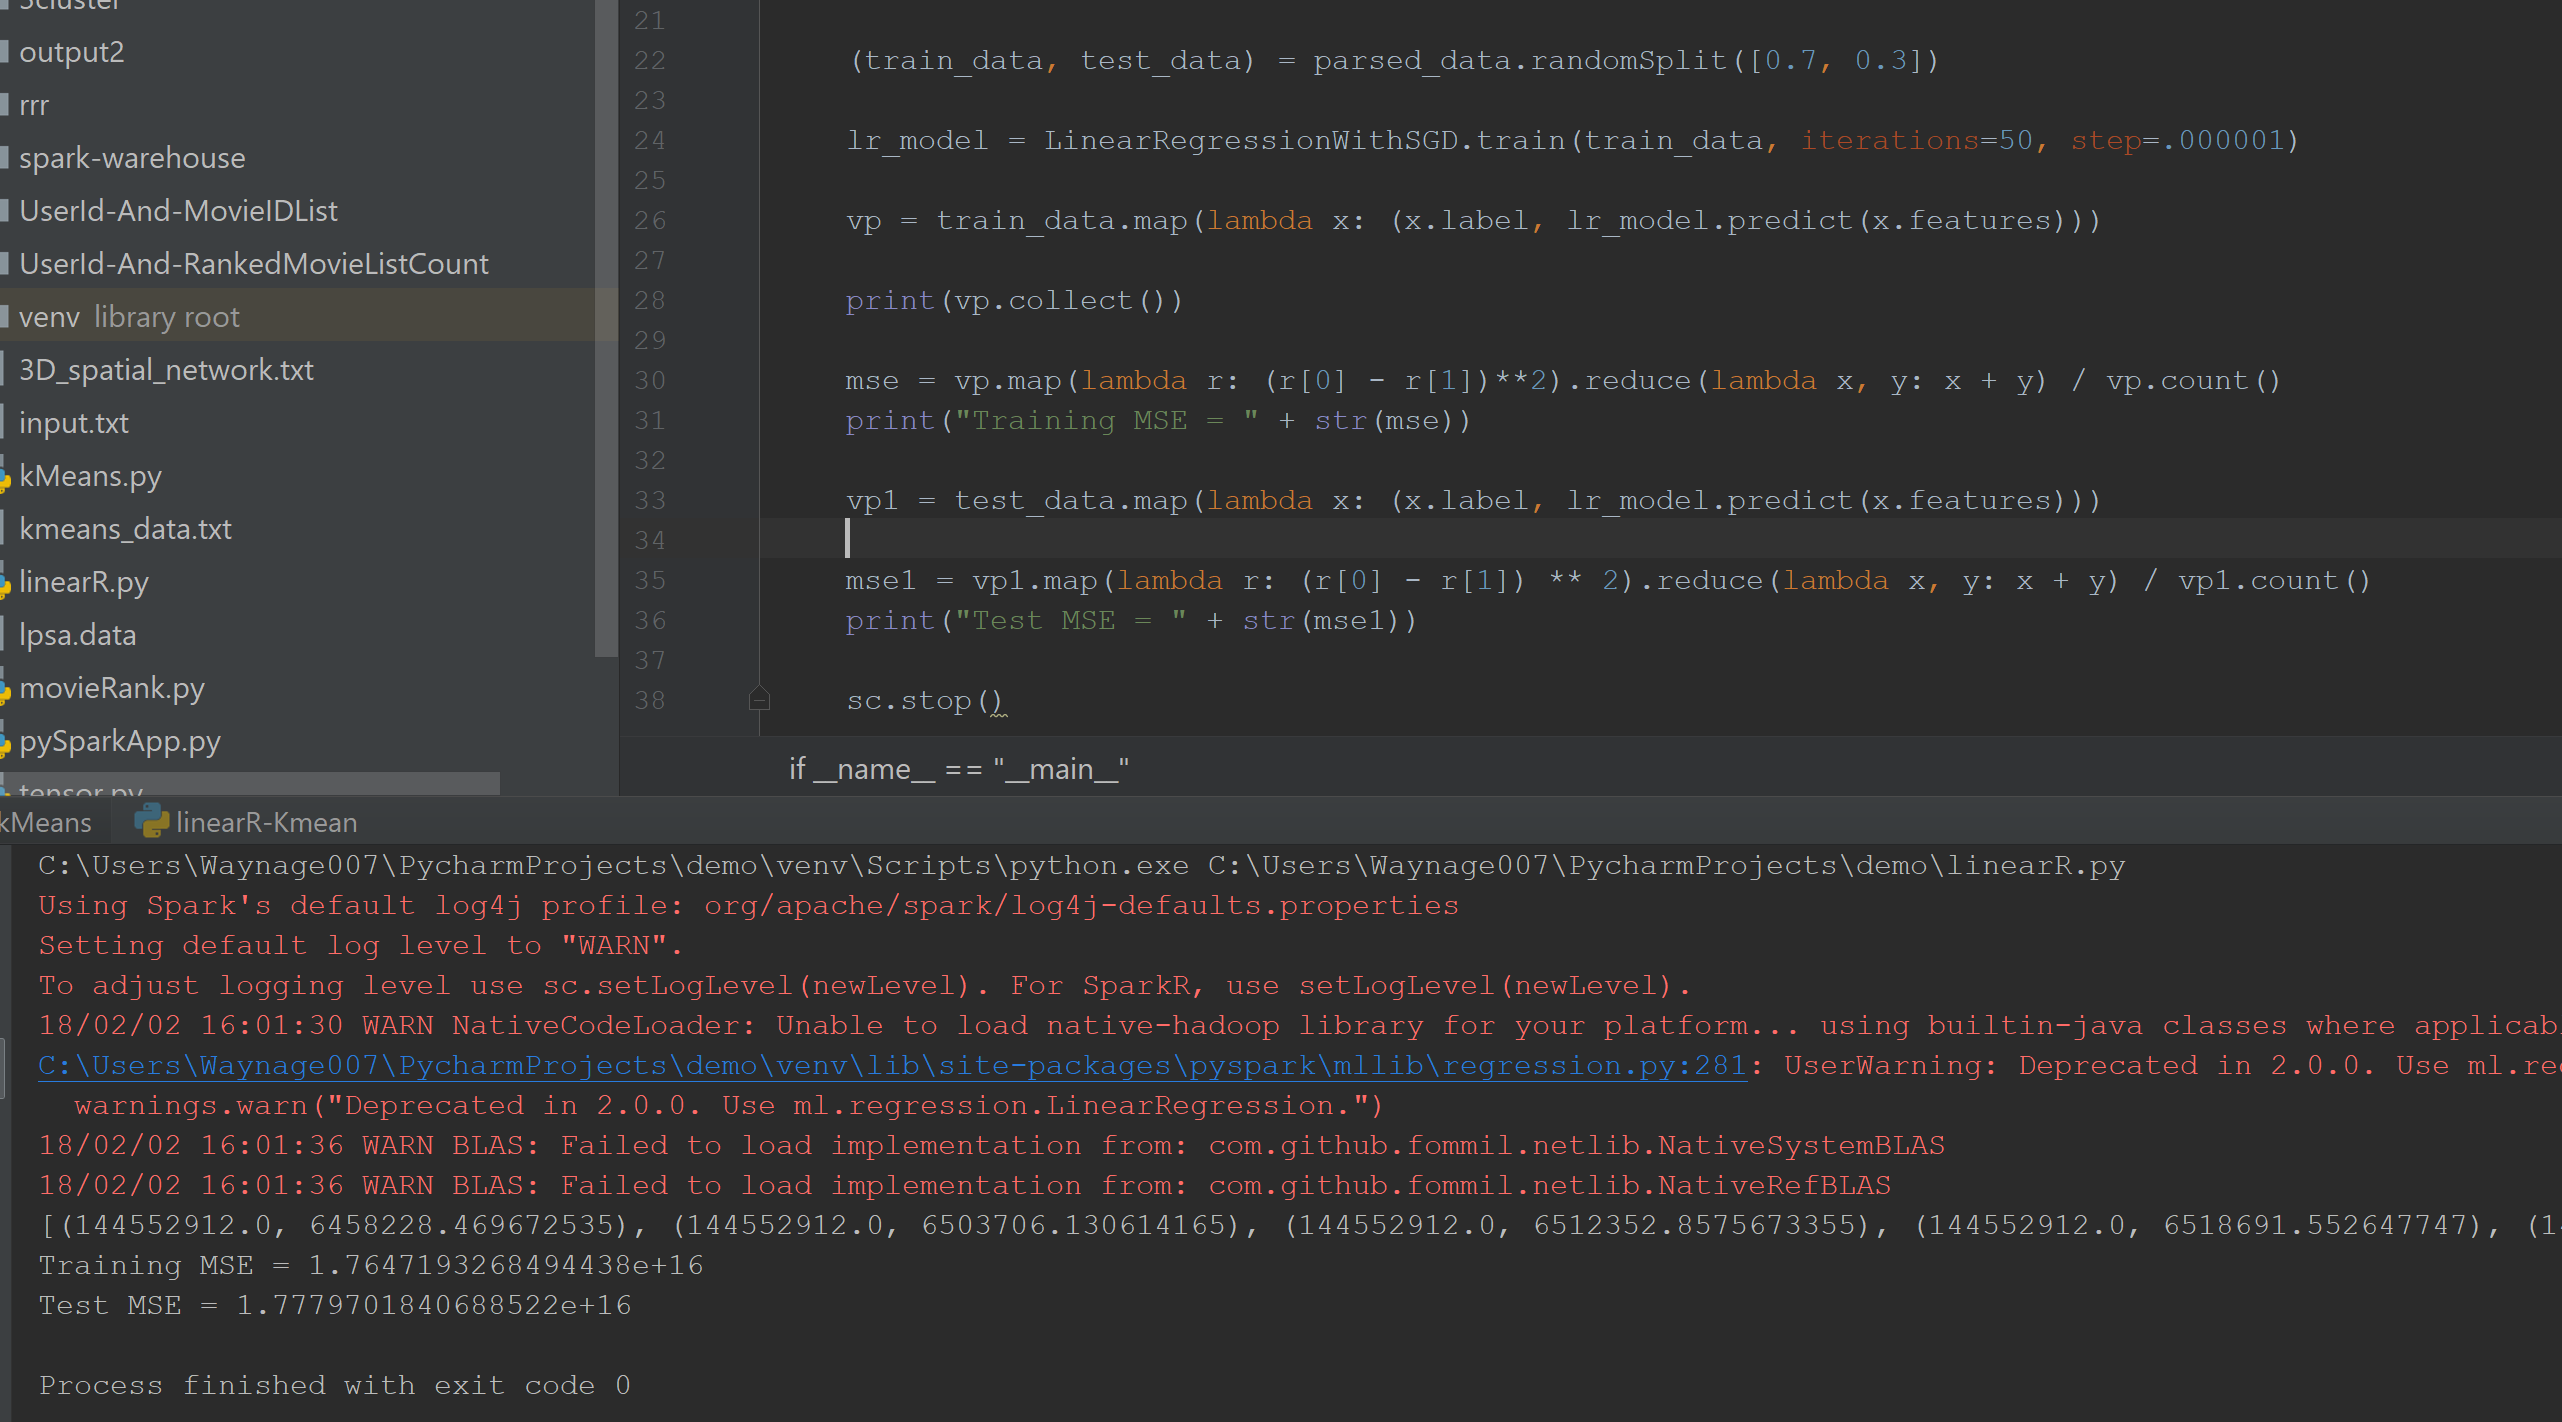 output2
rrr
spark-warehouse
UserId-And-MovieIDList
UserId-And-RankedMovieListCount
venv library root
3D_spatial_network.txt
input.txt
kMeans.py
kmeans_data.txt
linearR.py
lpsa.data
movieRank.py
pySparkApp.py
tensor.py
21
22 (train_data, test_data) = parsed_data.randomSplit([0.7, 0.3])
23
24 lr_model = LinearRegressionWithSGD.train(train_data, iterations=50, step=.000001)
25
26 vp = train_data.map(lambda x: (x.label, lr_model.predict(x.features)))
27
28 print(vp.collect())
29
30 mse = vp.map(lambda r: (r[0] - r[1])**2).reduce(lambda x, y: x + y) / vp.count()
31 print("Training MSE = " + str(mse))
32
33 vp1 = test_data.map(lambda x: (x.label, lr_model.predict(x.features)))
34
35 mse1 = vp1.map(lambda r: (r[0] - r[1]) ** 2).reduce(lambda x, y: x + y) / vp1.count()
36 print("Test MSE = " + str(mse1))
37
38 sc.stop()
if __name__ == "__main__"
kMeans linearR-Kmean
C:\Users\Waynage007\PycharmProjects\demo\venv\Scripts\python.exe C:\Users\Waynage007\PycharmProjects\demo\linearR.py
Using Spark's default log4j profile: org/apache/spark/log4j-defaults.properties
Setting default log level to "WARN".
To adjust logging level use sc.setLogLevel(newLevel). For SparkR, use setLogLevel(newLevel).
18/02/02 16:01:30 WARN NativeCodeLoader: Unable to load native-hadoop library for your platform... using builtin-java classes where applicab
C:\Users\Waynage007\PycharmProjects\demo\venv\lib\site-packages\pyspark\mllib\regression.py:281: UserWarning: Deprecated in 2.0.0. Use ml.re
warnings.warn("Deprecated in 2.0.0. Use ml.regression.LinearRegression.")
18/02/02 16:01:36 WARN BLAS: Failed to load implementation from: com.github.fommil.netlib.NativeSystemBLAS
18/02/02 16:01:36 WARN BLAS: Failed to load implementation from: com.github.fommil.netlib.NativeRefBLAS
[(144552912.0, 6458228.469672535), (144552912.0, 6503706.130614165), (144552912.0, 6512352.8575673355), (144552912.0, 6518691.552647747), (1
Training MSE = 1.7647193268494438e+16
Test MSE = 1.7779701840688522e+16
Process finished with exit code 0